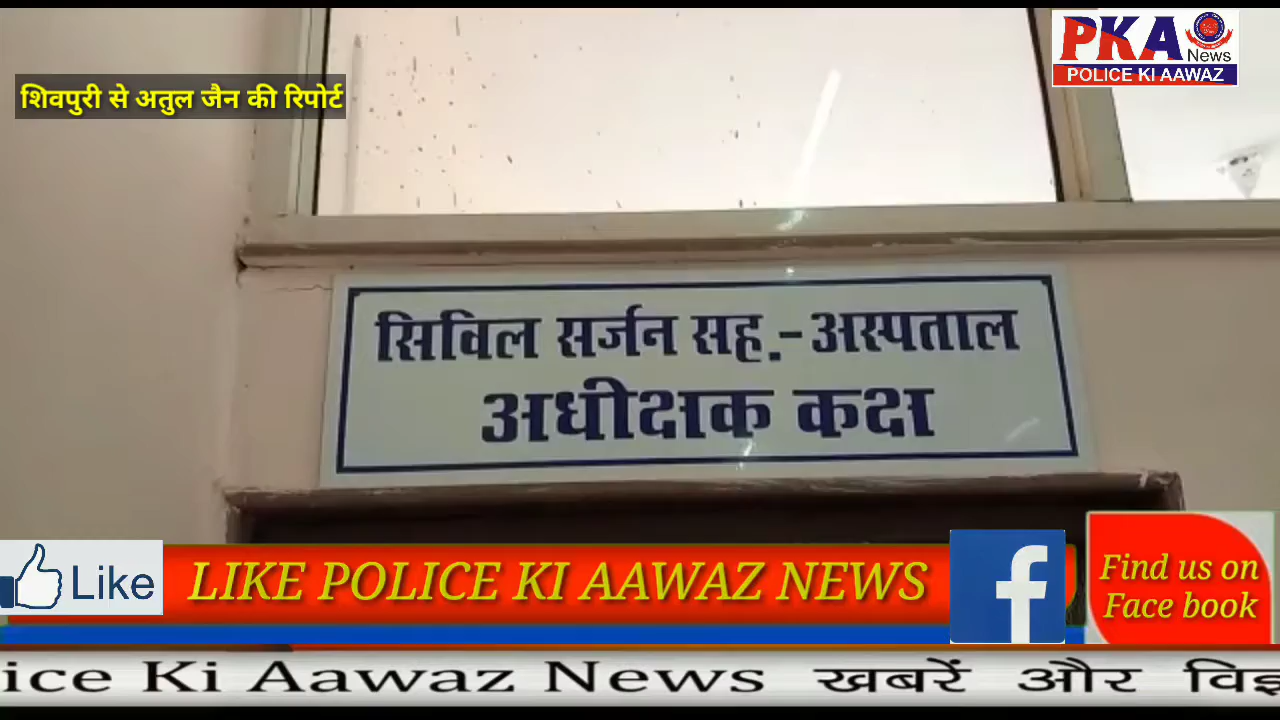 PKA
News
POLICE KI AAWAZ
शिवपुरी से अतुल जैन की रिपोर्ट
सिविल सर्जन सह.-अस्पताल
अधीक्षक कक्ष
Like
LIKE POLICE KI AAWAZ NEWS
f
Find us on
Face book
ice Ki Aawaz News खबरें और